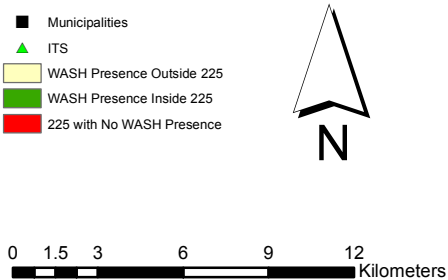 Municipalities
ITS
WASH Presence Outside 225
WASH Presence Inside 225
225 with No WASH Presence
N
0 1.5 3 6 9 12
Kilometers